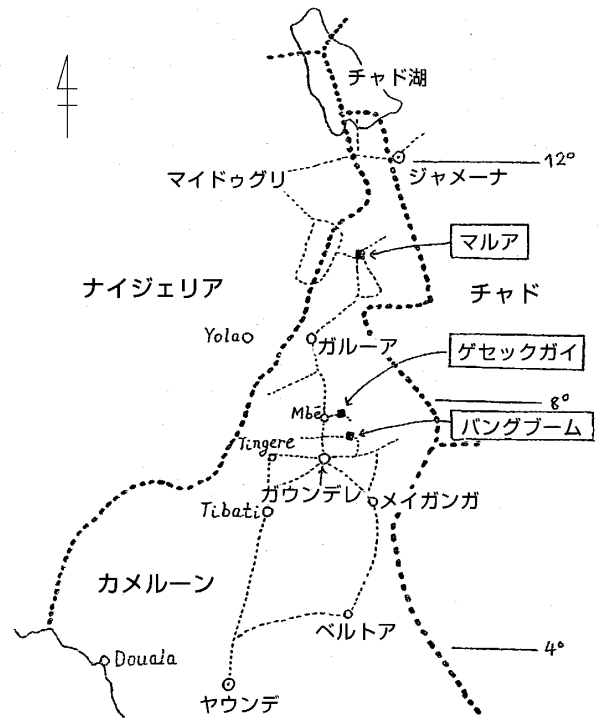 チャド湖
12°
マイドゥグリ
ジャメーナ
マルア
ナイジェリア
チャド
Yola
ガルーア
ゲセックガイ
8°
Mbé
バングブーム
Tingere
ガウンデレ
メイガンガ
Tibati
カメルーン
ベルトア
4°
Douala
ヤウンデ